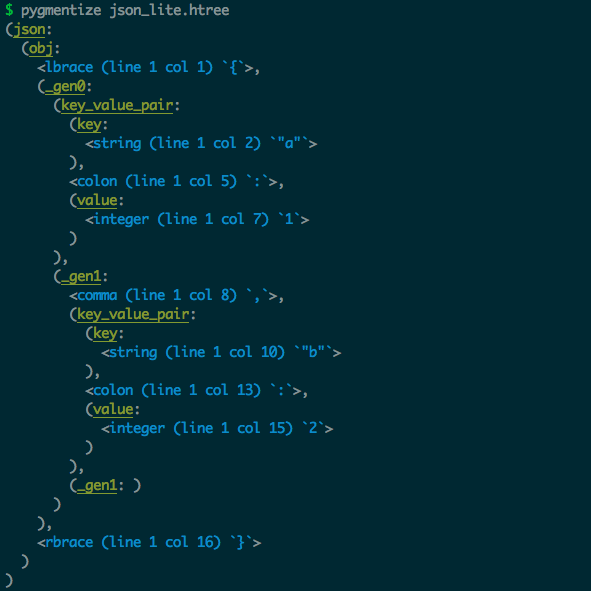 $ pygmentize json_lite.htree
(json:
  (obj:
    <lbrace (line 1 col 1) `{`>,
    (_gen0:
      (key_value_pair:
        (key:
          <string (line 1 col 2) `"a"`>
        ),
        <colon (line 1 col 5) `:`>,
        (value:
          <integer (line 1 col 7) `1`>
        )
      ),
      (_gen1:
        <comma (line 1 col 8) `,`>,
        (key_value_pair:
          (key:
            <string (line 1 col 10) `"b"`>
          ),
          <colon (line 1 col 13) `:`>,
          (value:
            <integer (line 1 col 15) `2`>
          )
        ),
        (_gen1: )
      )
    ),
    <rbrace (line 1 col 16) `}`>
  )
)